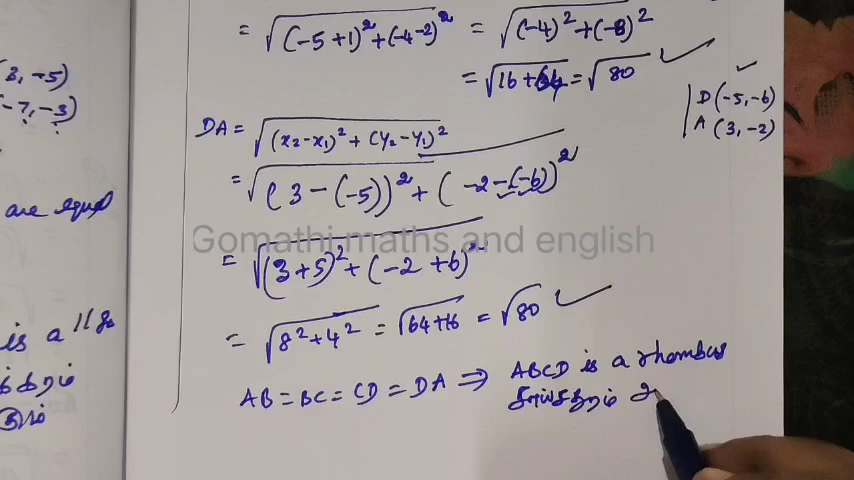 3, -5)
-7, -3)
are equal
is a //gm
= √(-5+1)² + (-4-2)² = √(-4)² + (-8)²
= √16+64 = √80
D(-5, -6)
A (3, -2)
DA = √(x₂-x₁)² + (y₂-y₁)²
= √(3-(-5))² + (-2-(-6))²
= √(3+5)² + (-2+6)²
= √8²+4² = √64+16 = √80
AB = BC = CD = DA ⇒ ABCD is a rhombus
சாய்சதுரம்
Gomathi maths and english